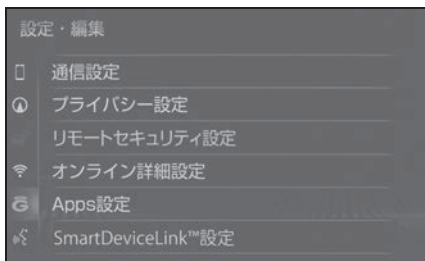 設定・編集
通信設定
プライバシー設定
リモートセキュリティ設定
オンライン詳細設定
Apps設定
SmartDeviceLink™設定